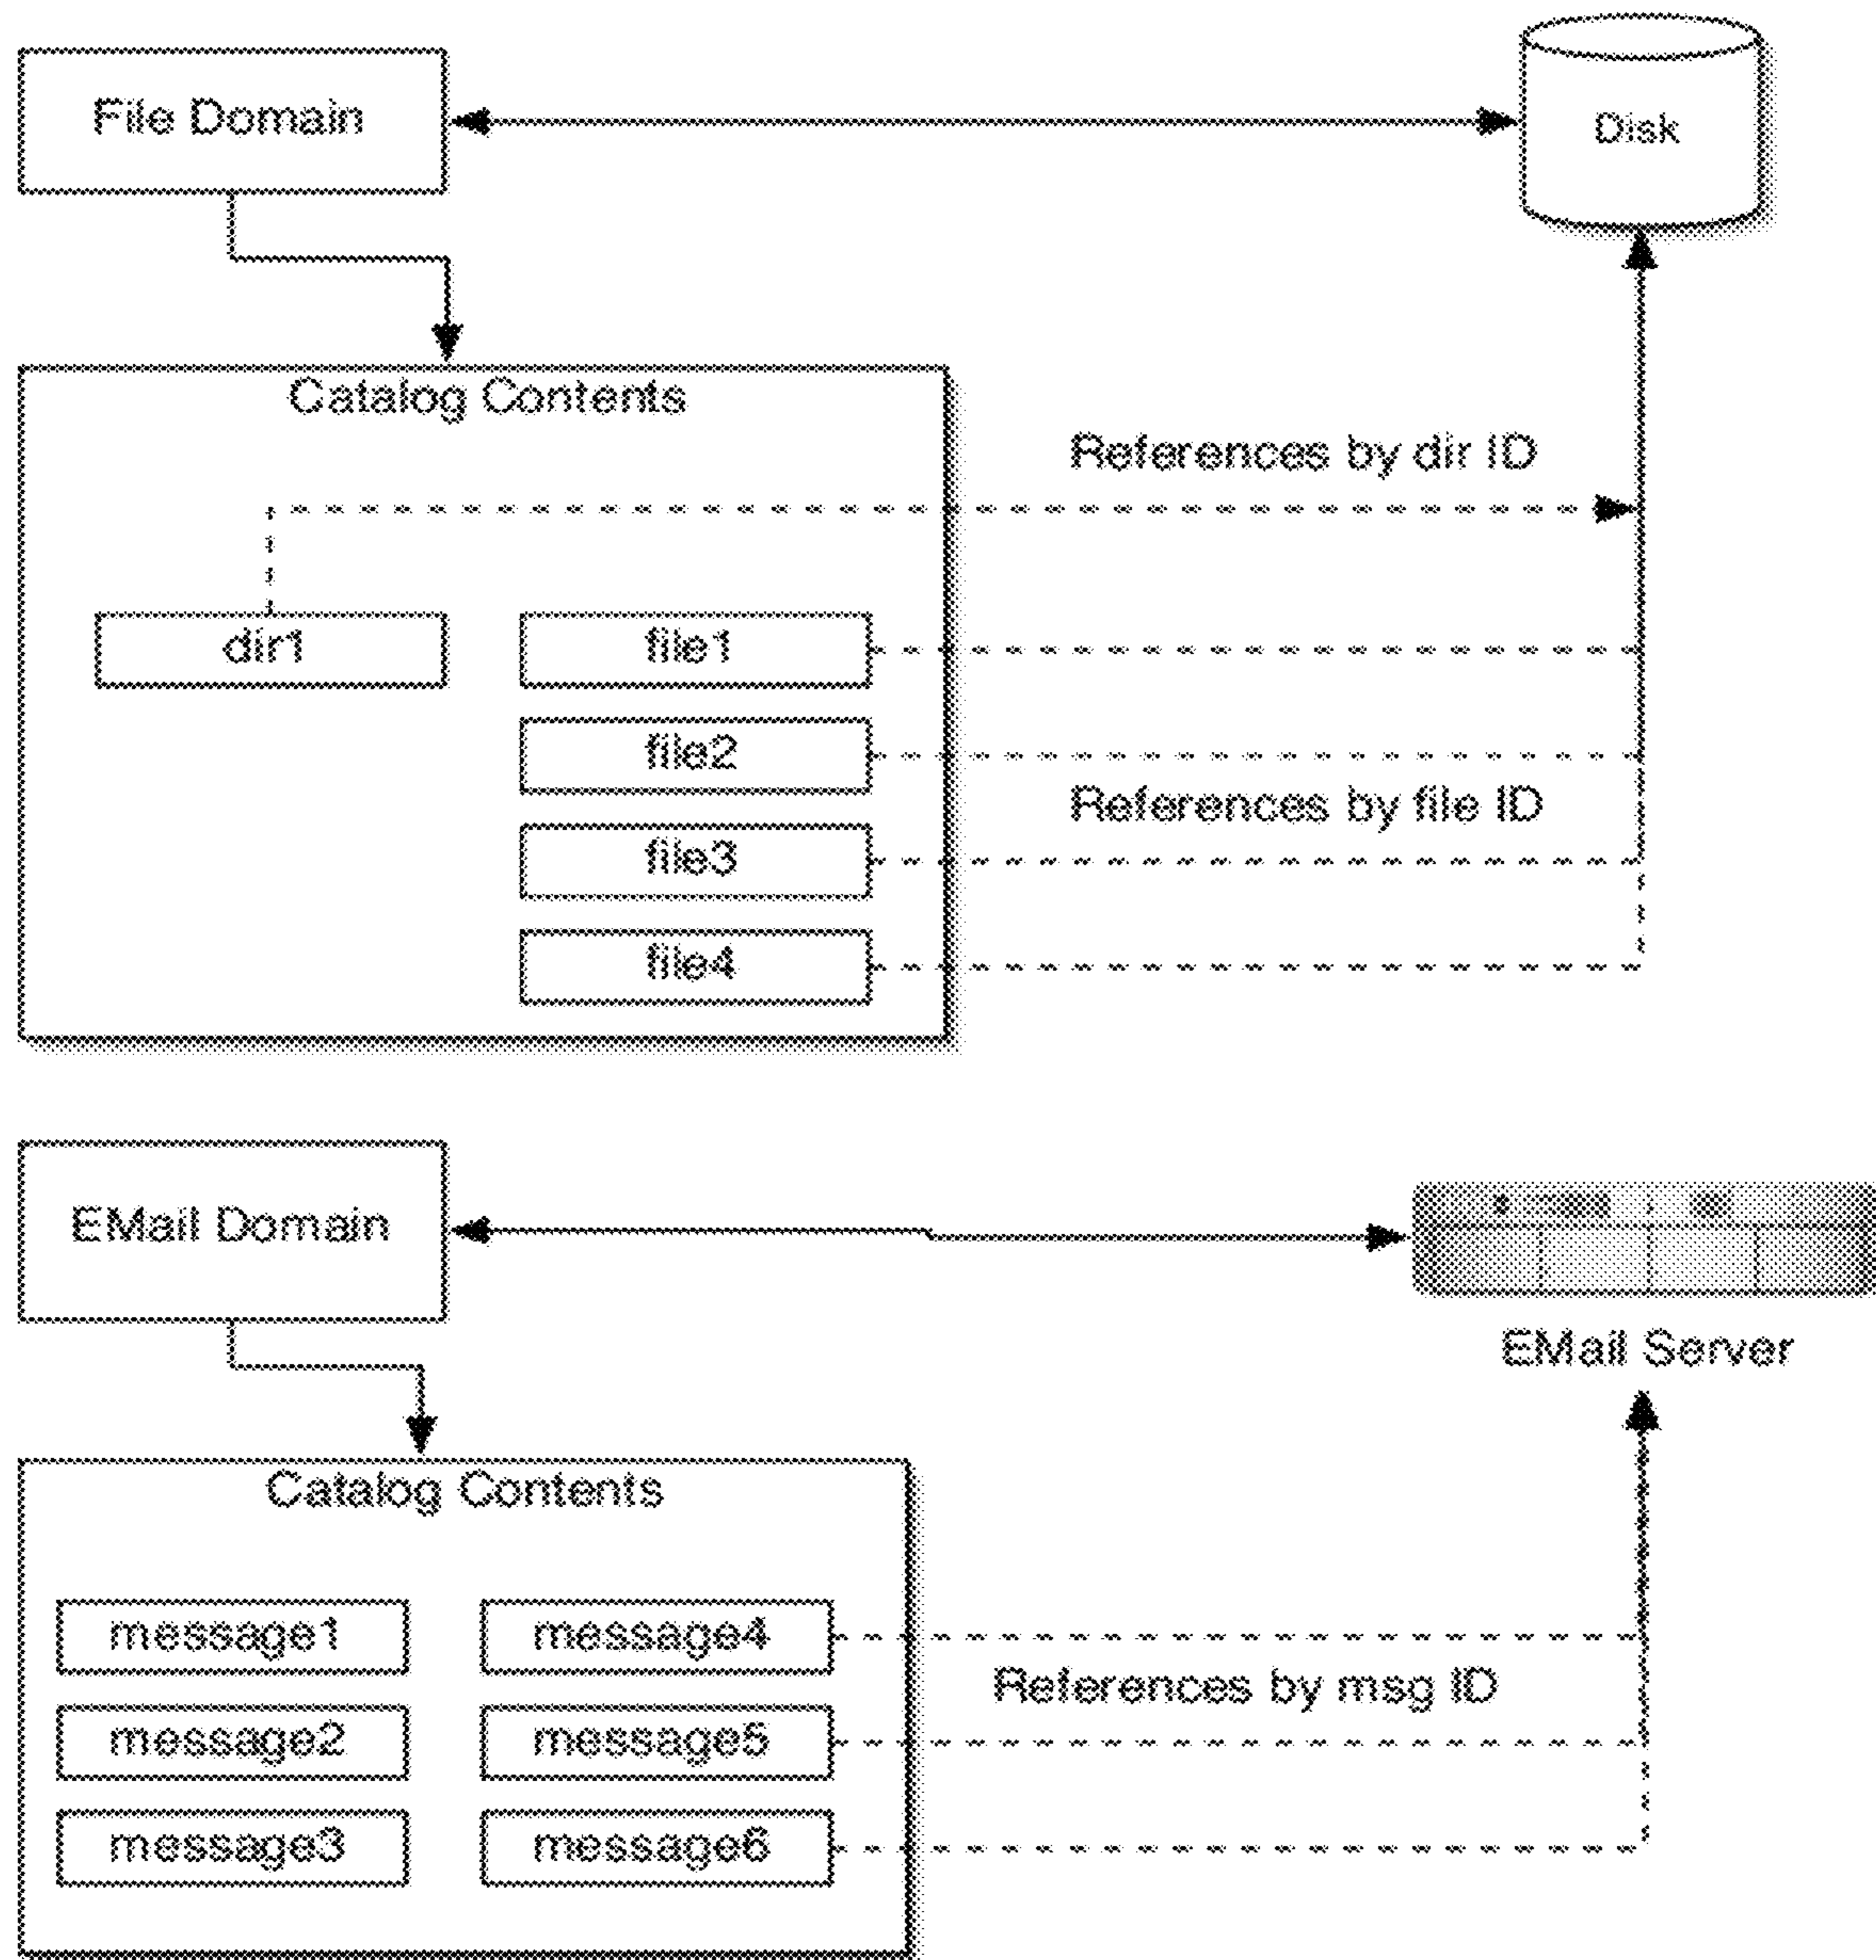 File Domain
Disk
Catalog Contents
References by dir ID
dir1
file1
file2
References by file ID
file3
file4
EMail Domain
EMail Server
Catalog Contents
message1
message4
References by msg ID
message2
message5
message3
message6